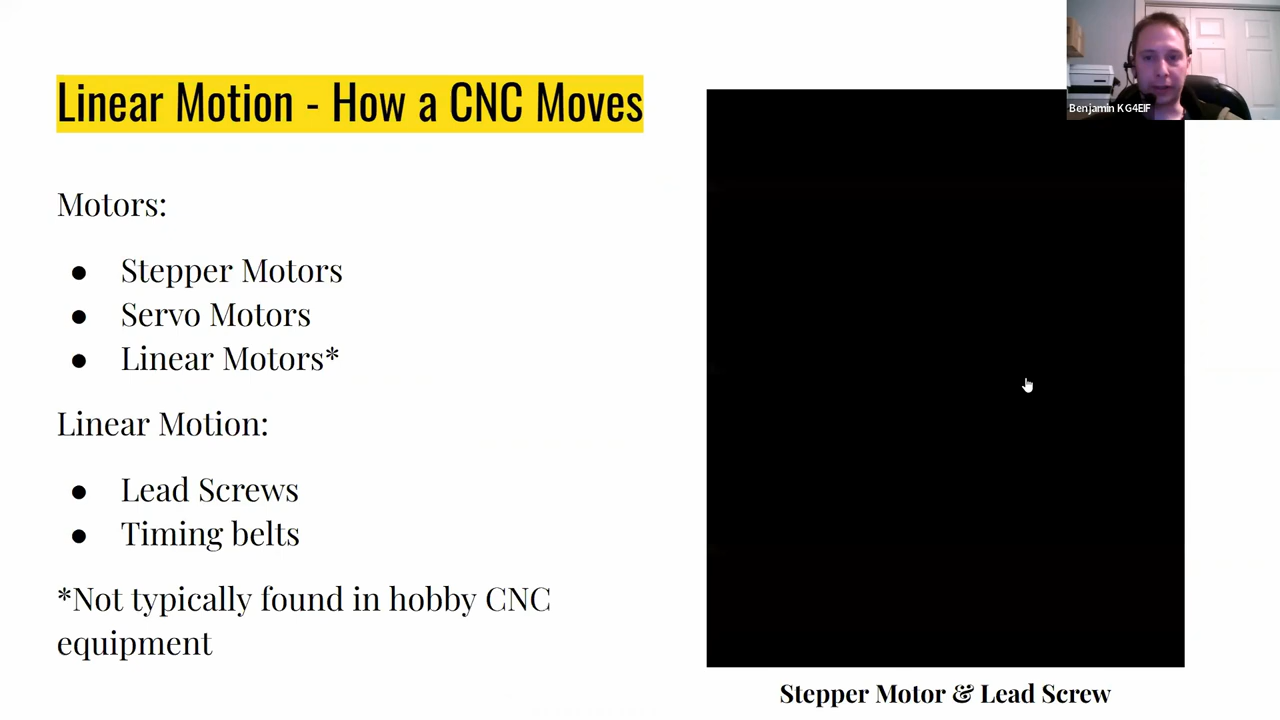 Linear Motion - How a CNC Moves
Benjamin KG4EIF
Motors:
● Stepper Motors
● Servo Motors
● Linear Motors*
Linear Motion:
● Lead Screws
● Timing belts
*Not typically found in hobby CNC
equipment
Stepper Motor & Lead Screw